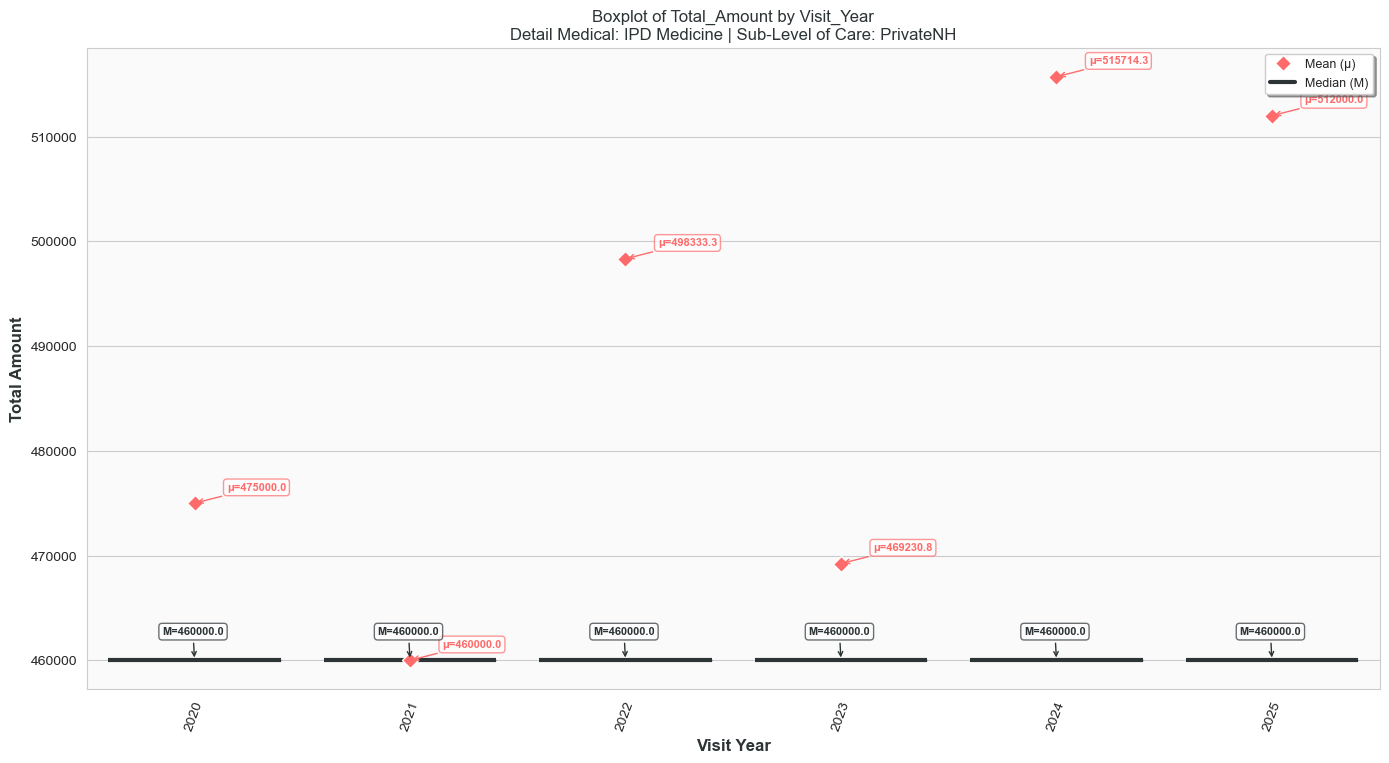 Boxplot of Total_Amount by Visit_Year
Detail Medical: IPD Medicine | Sub-Level of Care: PrivateNH
Mean (μ)
Median (M)
μ=515714.3
μ=512000.0
μ=498333.3
μ=475000.0
μ=469230.8
μ=460000.0
M=460000.0
M=460000.0
M=460000.0
M=460000.0
M=460000.0
M=460000.0
Total Amount
510000
500000
490000
480000
470000
460000
2020
2021
2022
2023
2024
2025
Visit Year